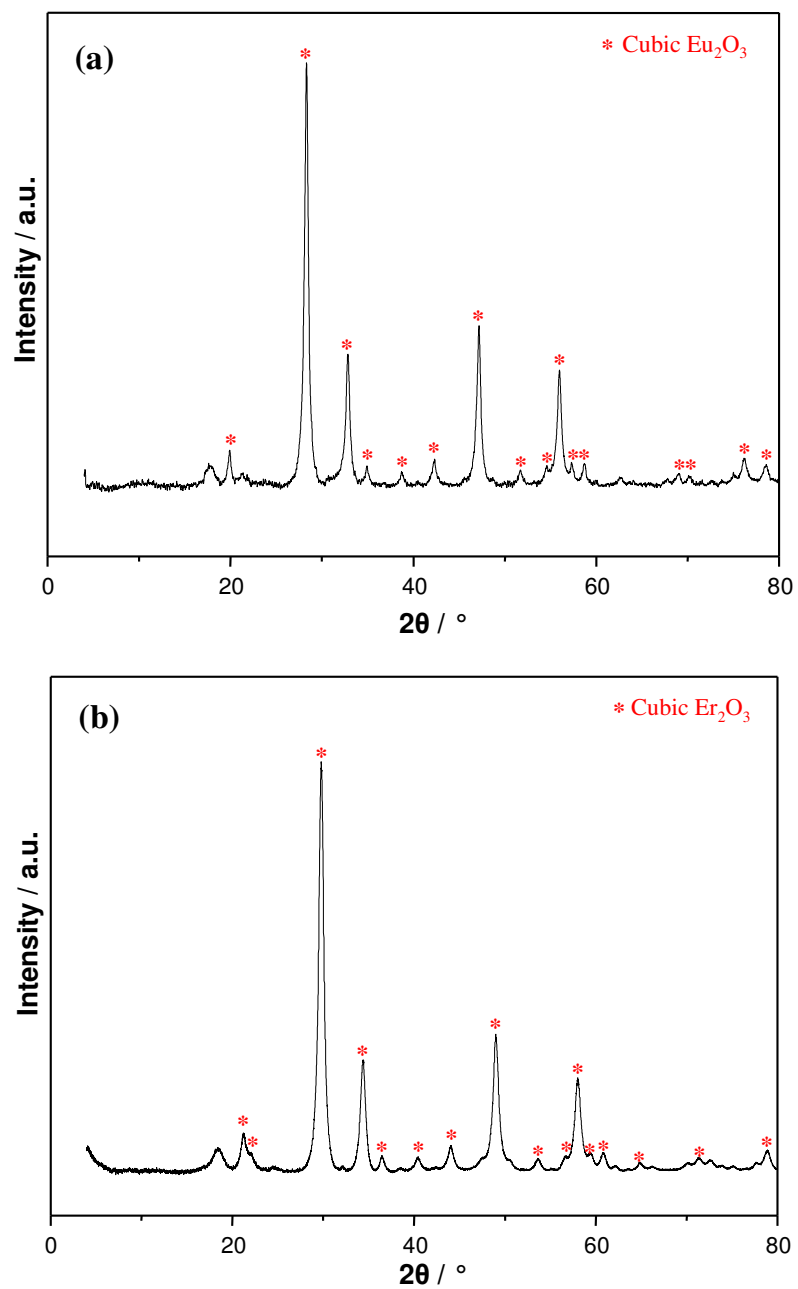 (a)
* Cubic Eu₂O₃
Intensity / a.u.
0 20 40 60 80
2θ / °
(b)
* Cubic Er₂O₃
Intensity / a.u.
0 20 40 60 80
2θ / °